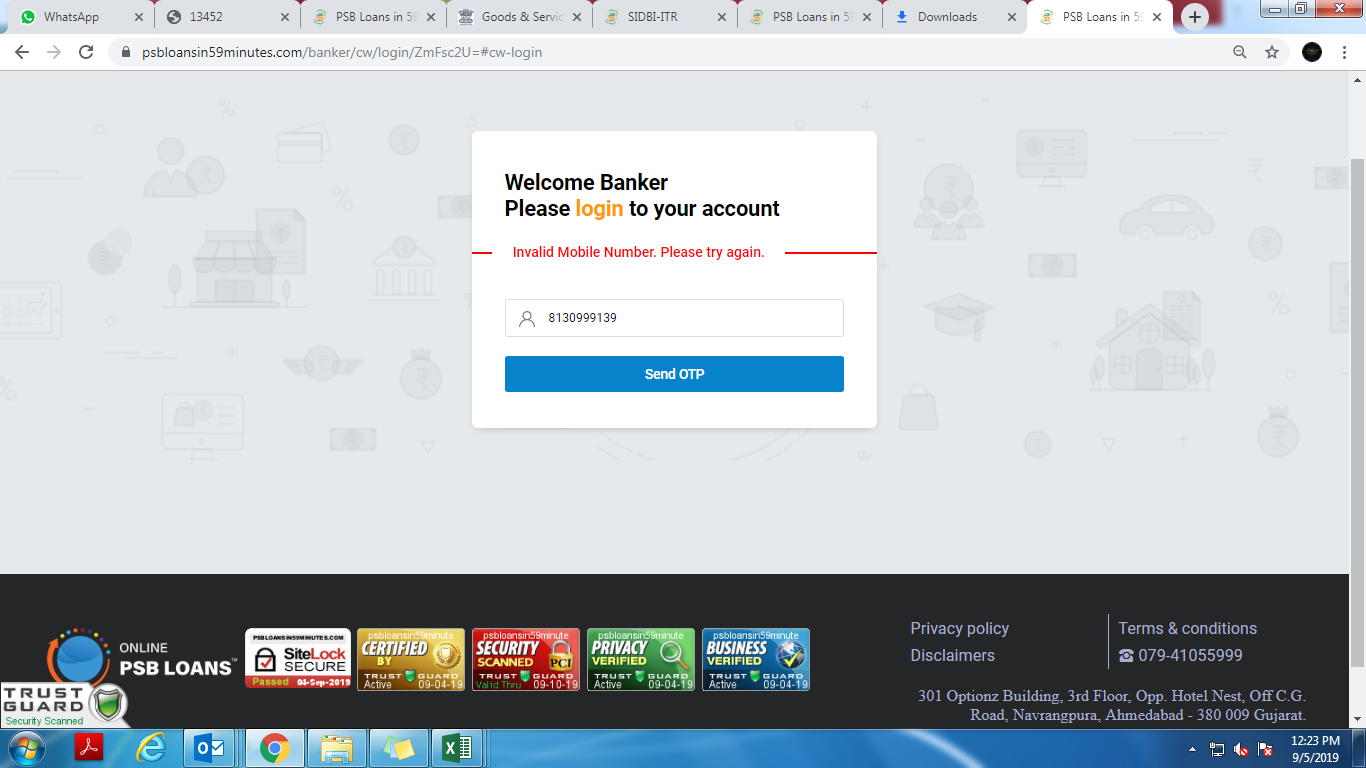 WhatsApp
13452
PSB Loans in 59
Goods & Servic
SIDBI-ITR
PSB Loans in 59
Downloads
PSB Loans in 59
psbloansin59minutes.com/banker/cw/login/ZmFsc2U=#cw-login
Welcome Banker
Please login to your account
Invalid Mobile Number. Please try again.
8130999139
Send OTP
ONLINE
PSB LOANS™
PSBLOANSIN59MINUTES.COM
SiteLock
SECURE
Passed 04-Sep-2019
psbloansin59minute
CERTIFIED
BY
TRUST GUARD
Active 09-04-19
psbloansin59minute
SECURITY
SCANNED PCI
TRUST GUARD
Valid Thru 09-10-19
psbloansin59minute
PRIVACY
VERIFIED
TRUST GUARD
Active 09-04-19
psbloansin59minute
BUSINESS
VERIFIED
TRUST GUARD
Active 09-04-19
Privacy policy
Disclaimers
Terms & conditions
☎ 079-41055999
301 Optionz Building, 3rd Floor, Opp. Hotel Nest, Off C.G.
Road, Navrangpura, Ahmedabad - 380 009 Gujarat.
TRUST
GUARD
Security Scanned
12:23 PM
9/5/2019